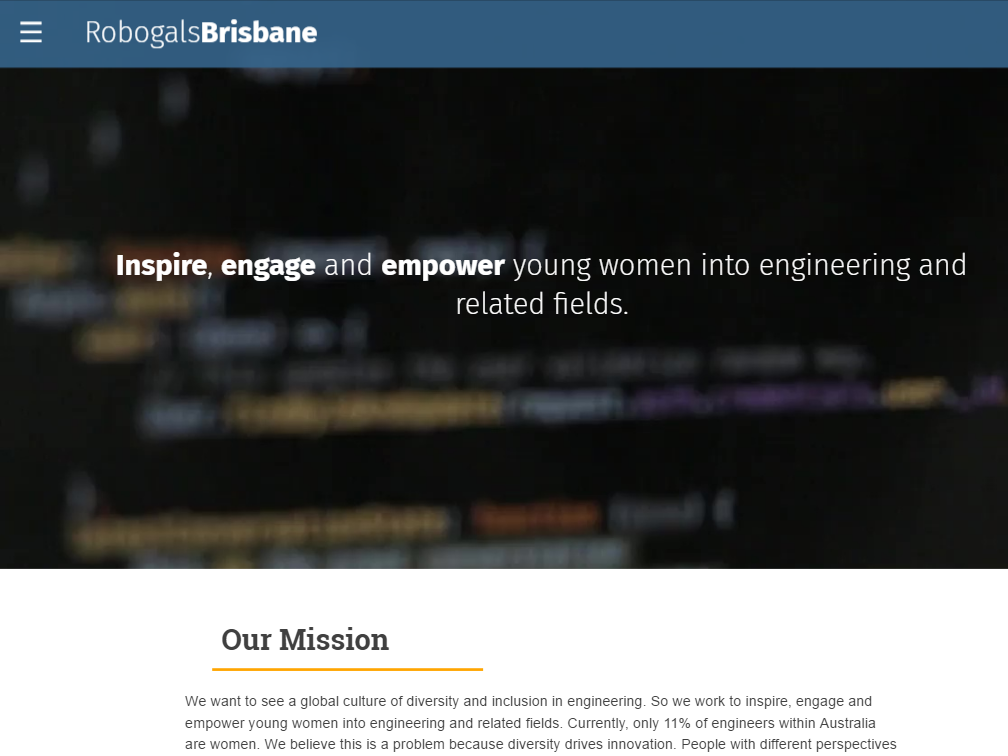 RobogalsBrisbane
Inspire, engage and empower young women into engineering and
related fields.
Our Mission
We want to see a global culture of diversity and inclusion in engineering. So we work to inspire, engage and
empower young women into engineering and related fields. Currently, only 11% of engineers within Australia
are women. We believe this is a problem because diversity drives innovation. People with different perspectives